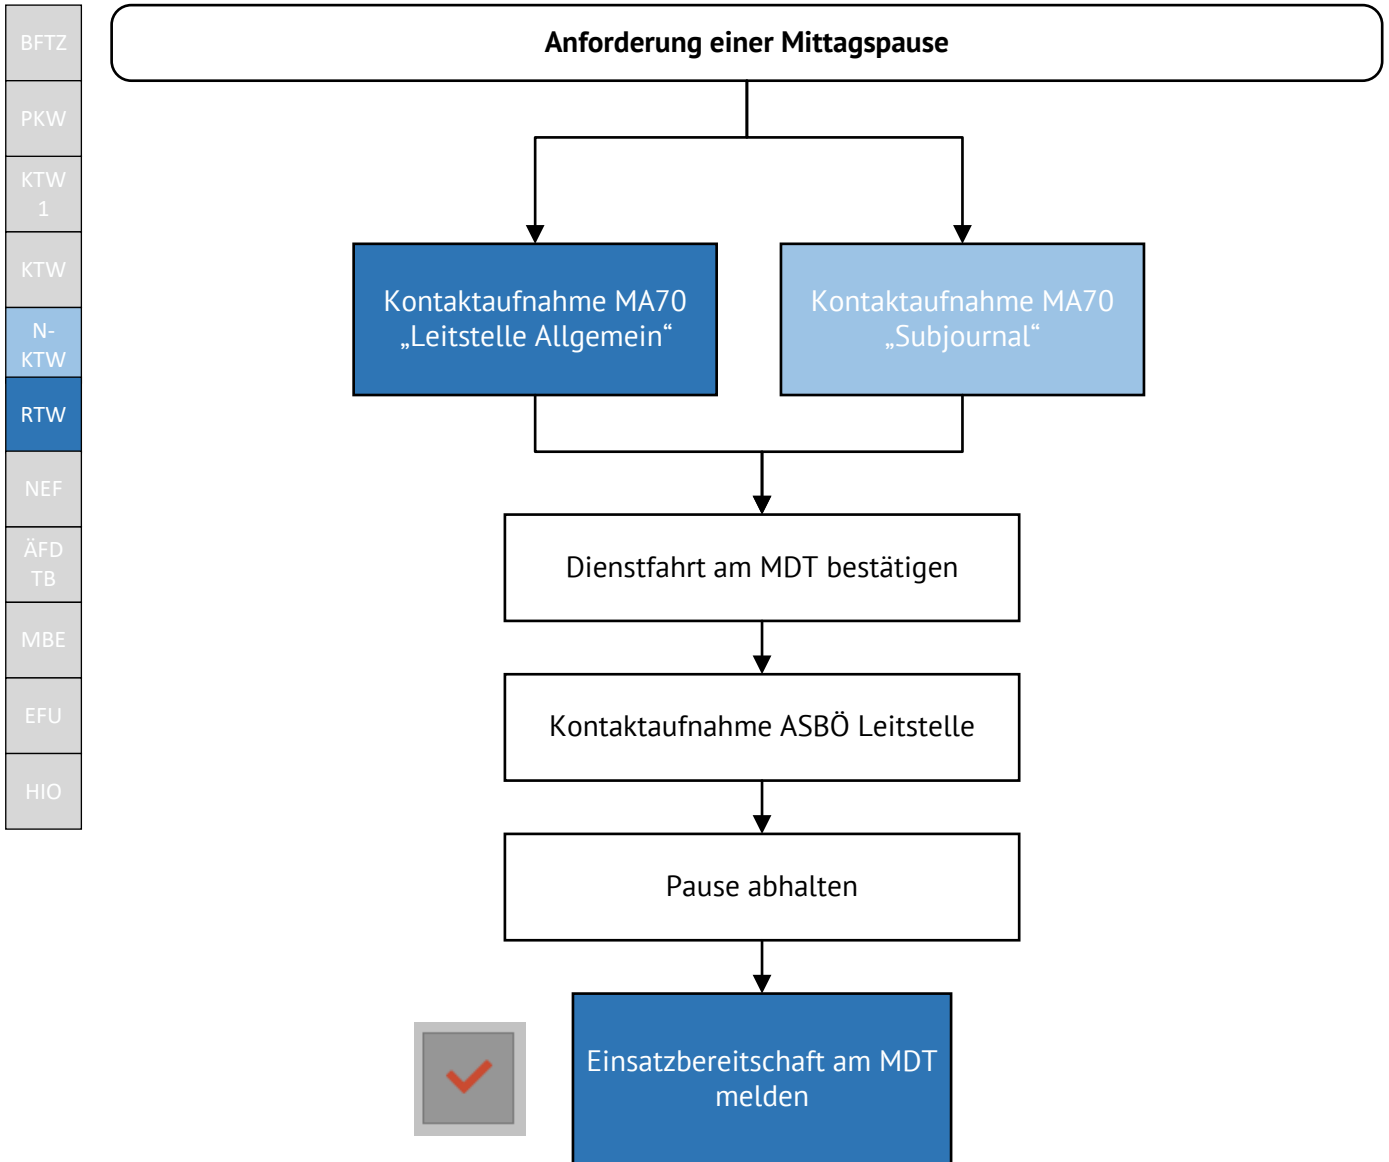 BFTZ
PKW
KTW
1
KTW
N-
KTW
RTW
NEF
ÄFD
TB
MBE
EFU
HIO
Anforderung einer Mittagspause
Kontaktaufnahme MA70
„Leitstelle Allgemein“
Kontaktaufnahme MA70
„Subjournal“
Dienstfahrt am MDT bestätigen
Kontaktaufnahme ASBÖ Leitstelle
Pause abhalten
Einsatzbereitschaft am MDT
melden